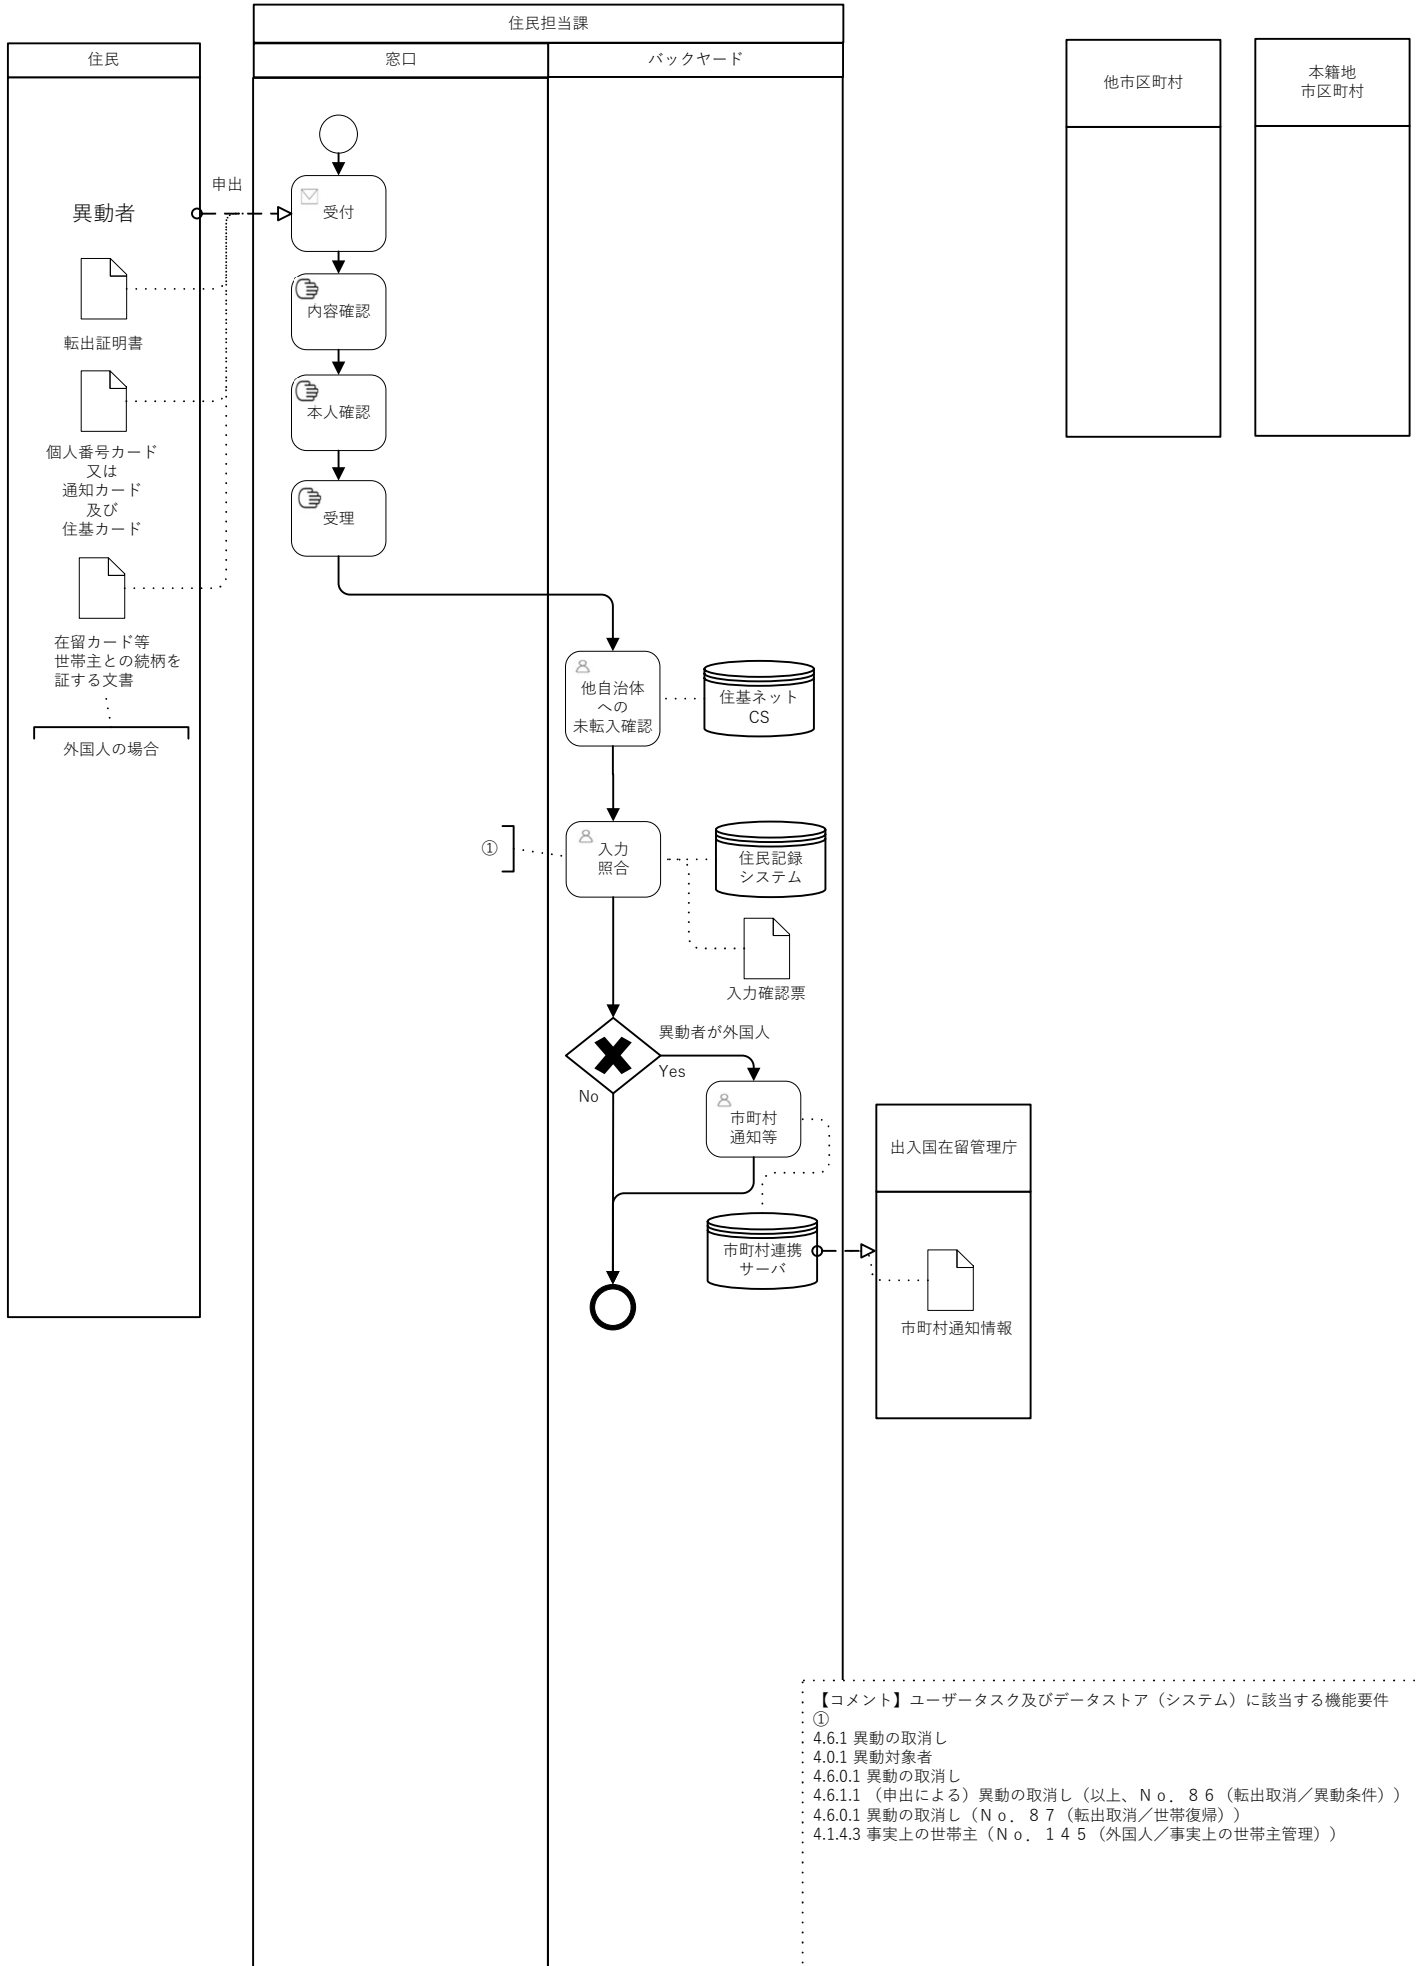 住民担当課
住民
窓口
バックヤード
他市区町村
本籍地
市区町村
申出
異動者
受付
転出証明書
内容確認
個人番号カード
又は
通知カード
及び
住基カード
本人確認
受理
在留カード等
世帯主との続柄を
証する文書
外国人の場合
他自治体
への
未転入確認
住基ネット
CS
①
入力
照合
住民記録
システム
入力確認票
異動者が外国人
Yes
No
市町村
通知等
出入国在留管理庁
市町村連携
サーバ
市町村通知情報
【コメント】ユーザータスク及びデータストア（システム）に該当する機能要件
①
4.6.1 異動の取消し
4.0.1 異動対象者
4.6.0.1 異動の取消し
4.6.1.1 （申出による）異動の取消し（以上、Ｎｏ．８６（転出取消／異動条件））
4.6.0.1 異動の取消し（Ｎｏ．８７（転出取消／世帯復帰））
4.1.4.3 事実上の世帯主（Ｎｏ．１４５（外国人／事実上の世帯主管理））